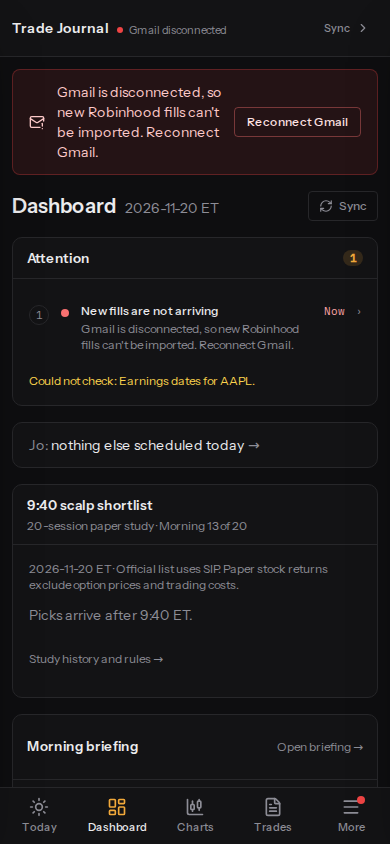 Trade Journal Gmail disconnected Sync
Gmail is disconnected, so
new Robinhood fills can't
be imported. Reconnect
Gmail.
Reconnect Gmail
Dashboard 2026-11-20 ET Sync
Attention 1
1 New fills are not arriving Now
Gmail is disconnected, so new Robinhood
fills can't be imported. Reconnect Gmail.
Could not check: Earnings dates for AAPL.
Jo: nothing else scheduled today →
9:40 scalp shortlist
20-session paper study · Morning 13 of 20
2026-11-20 ET · Official list uses SIP. Paper stock returns
exclude option prices and trading costs.
Picks arrive after 9:40 ET.
Study history and rules →
Morning briefing Open briefing →
Today Dashboard Charts Trades More